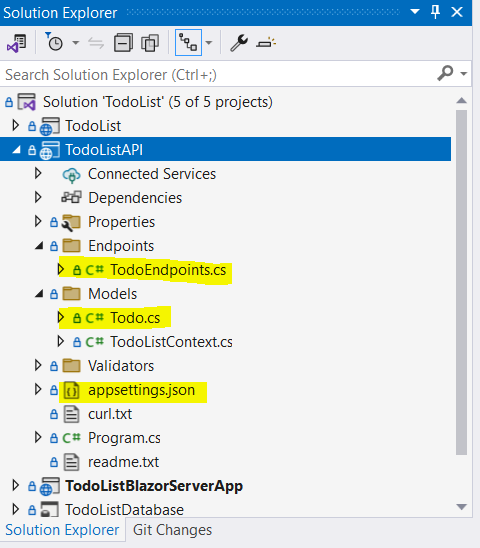 Solution Explorer
Search Solution Explorer (Ctrl+;)
Solution 'TodoList' (5 of 5 projects)
TodoList
TodoListAPI
Connected Services
Dependencies
Properties
Endpoints
C# TodoEndpoints.cs
Models
C# Todo.cs
C# TodoListContext.cs
Validators
appsettings.json
curl.txt
C# Program.cs
readme.txt
TodoListBlazorServerApp
TodoListDatabase
Solution Explorer Git Changes